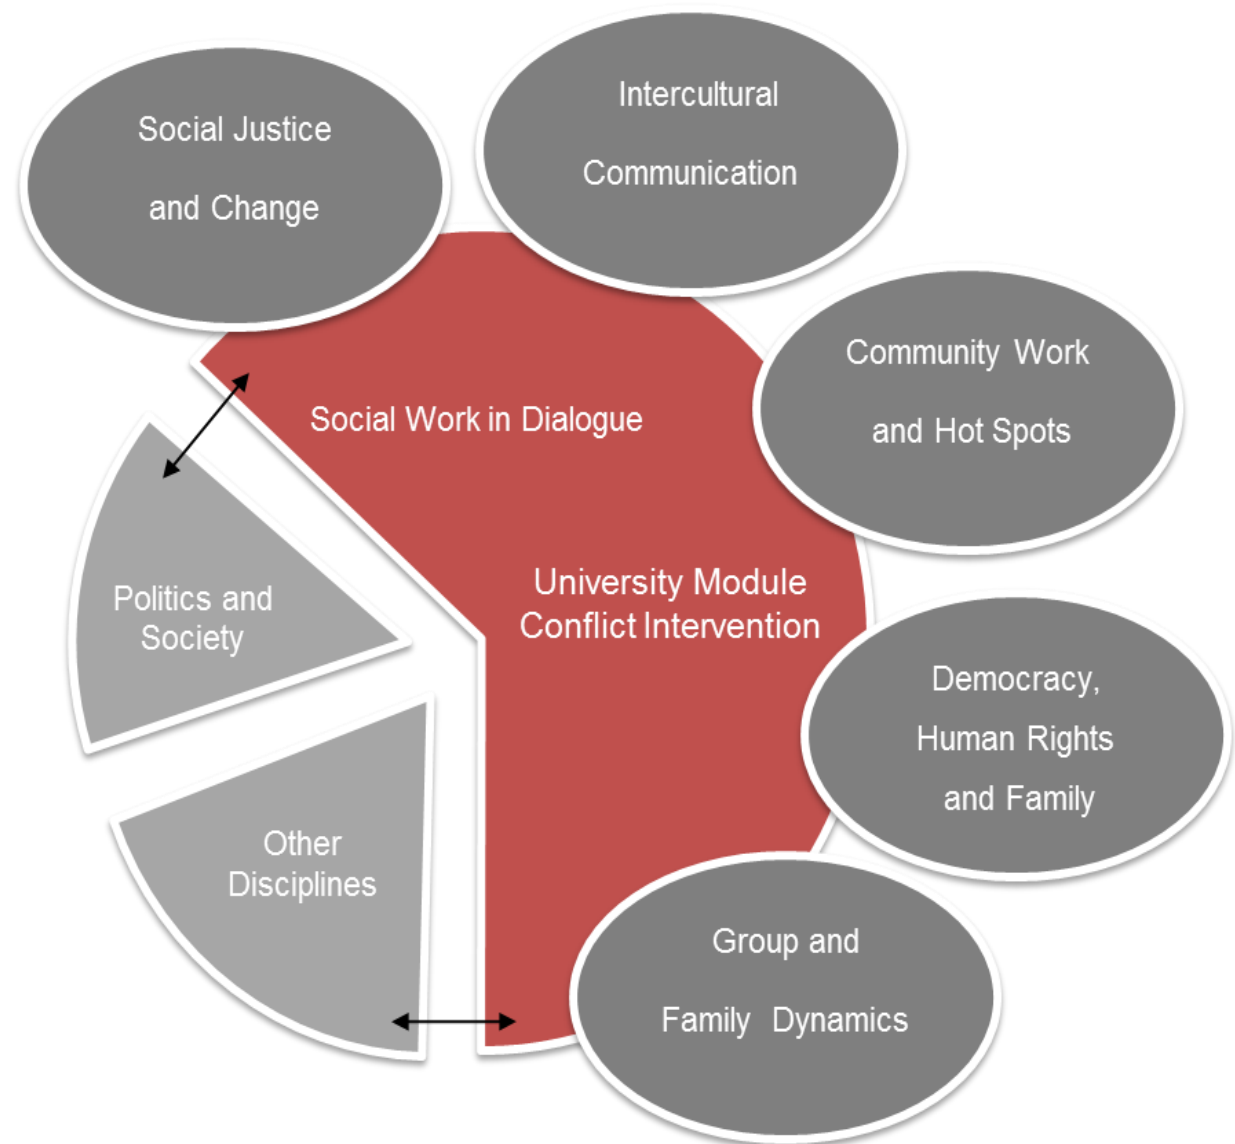 Social Justice
and Change
Intercultural
Communication
Community Work
and Hot Spots
Social Work in Dialogue
University Module
Conflict Intervention
Politics and
Society
Democracy,
Human Rights
and Family
Other
Disciplines
Group and
Family Dynamics